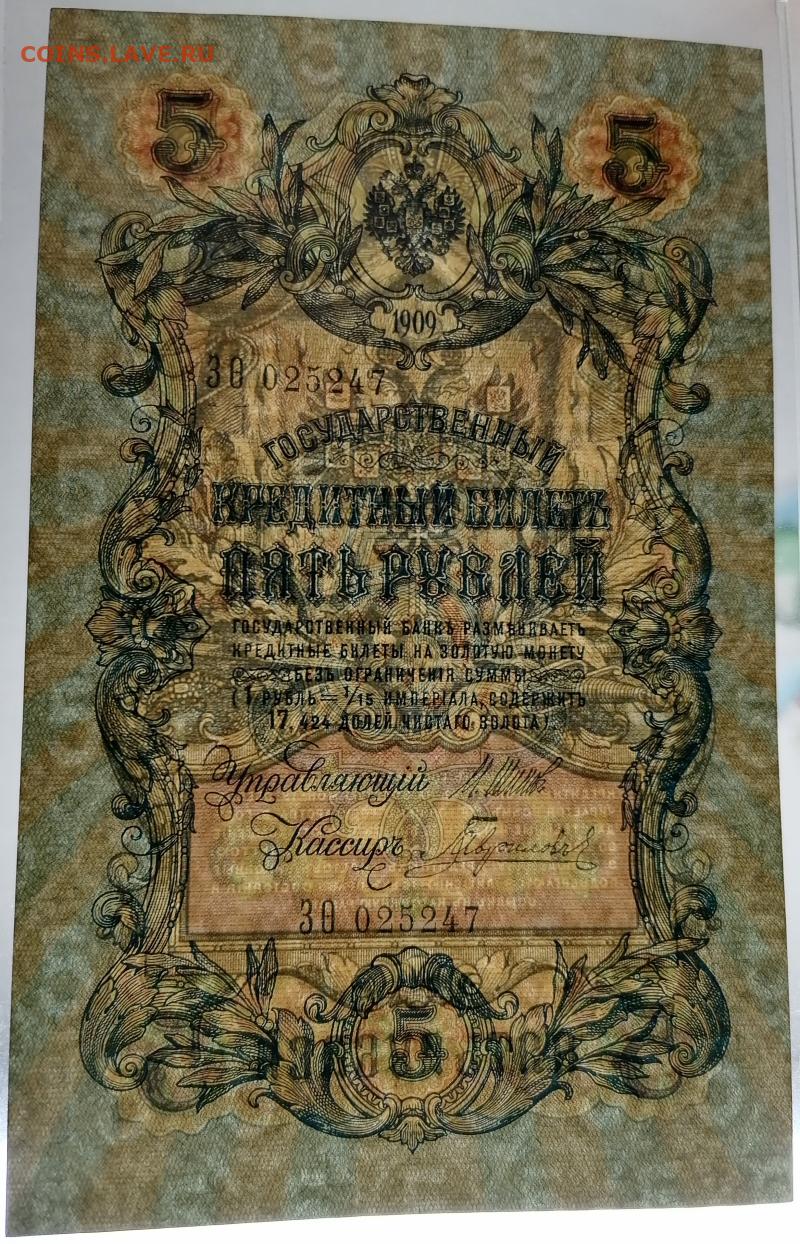 COINS.LAVE.RU
5 5
1909
ЗѲ 025247
ГОСУДАРСТВЕННЫЙ
КРЕДИТНЫЙ БИЛЕТЪ
ПЯТЬ РУБЛЕЙ
ГОСУДАРСТВЕННЫЙ БАНКЪ РАЗМѢНИВАЕТЪ
КРЕДИТНЫЕ БИЛЕТЫ НА ЗОЛОТУЮ МОНЕТУ
БЕЗЪ ОГРАНИЧЕНІЯ СУММЫ
(1 РУБЛЬ = 1/15 ИМПЕРІАЛА, СОДЕРЖИТЪ
17,424 ДОЛЕЙ ЧИСТАГО ЗОЛОТА).
Управляющій
Кассиръ
ЗѲ 025247
5